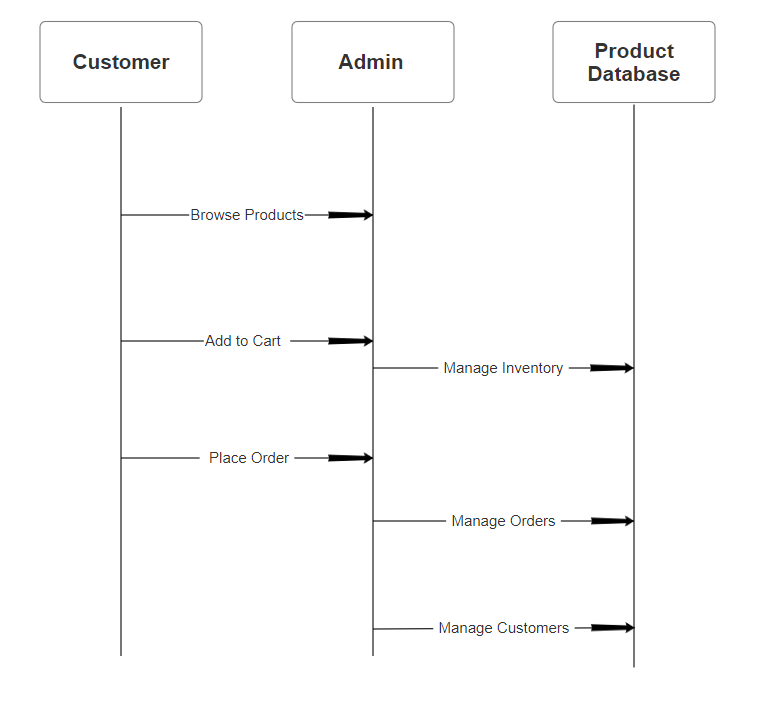 Customer
Admin
Product
Database
Browse Products
Add to Cart
Manage Inventory
Place Order
Manage Orders
Manage Customers